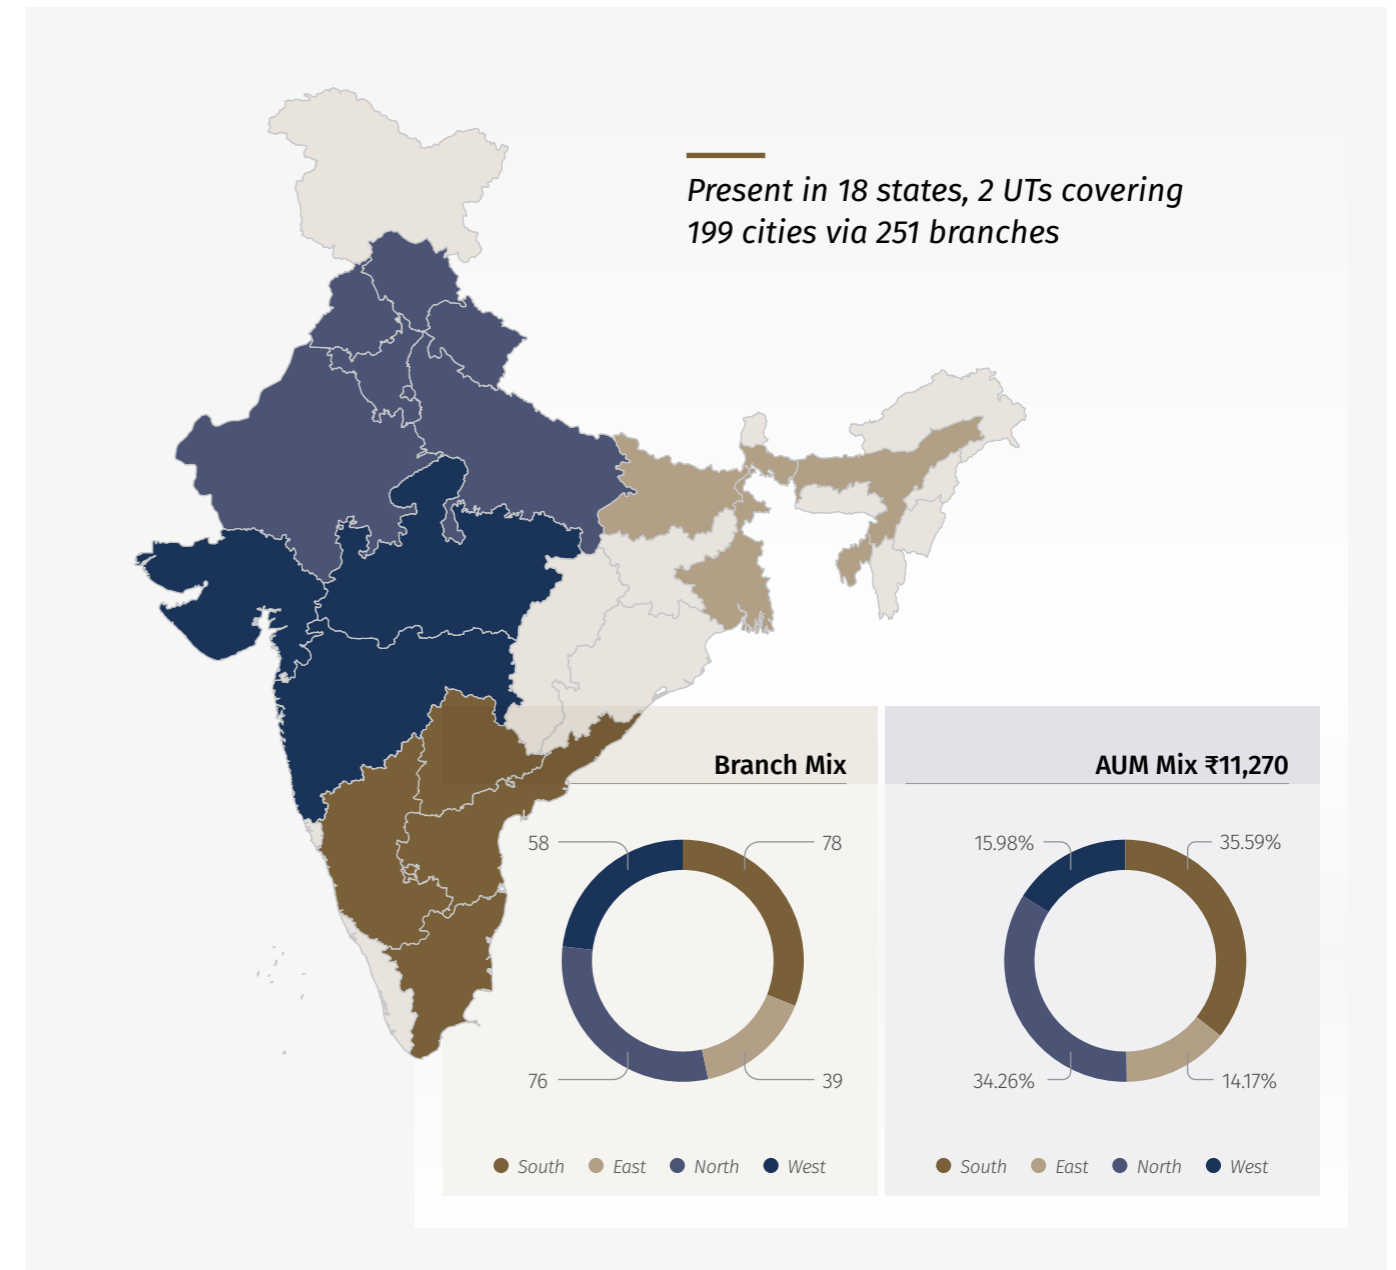 Present in 18 states, 2 UTs covering
199 cities via 251 branches
Branch Mix
58
78
76
39
South
East
North
West
AUM Mix ₹11,270
15.98%
35.59%
34.26%
14.17%
South
East
North
West